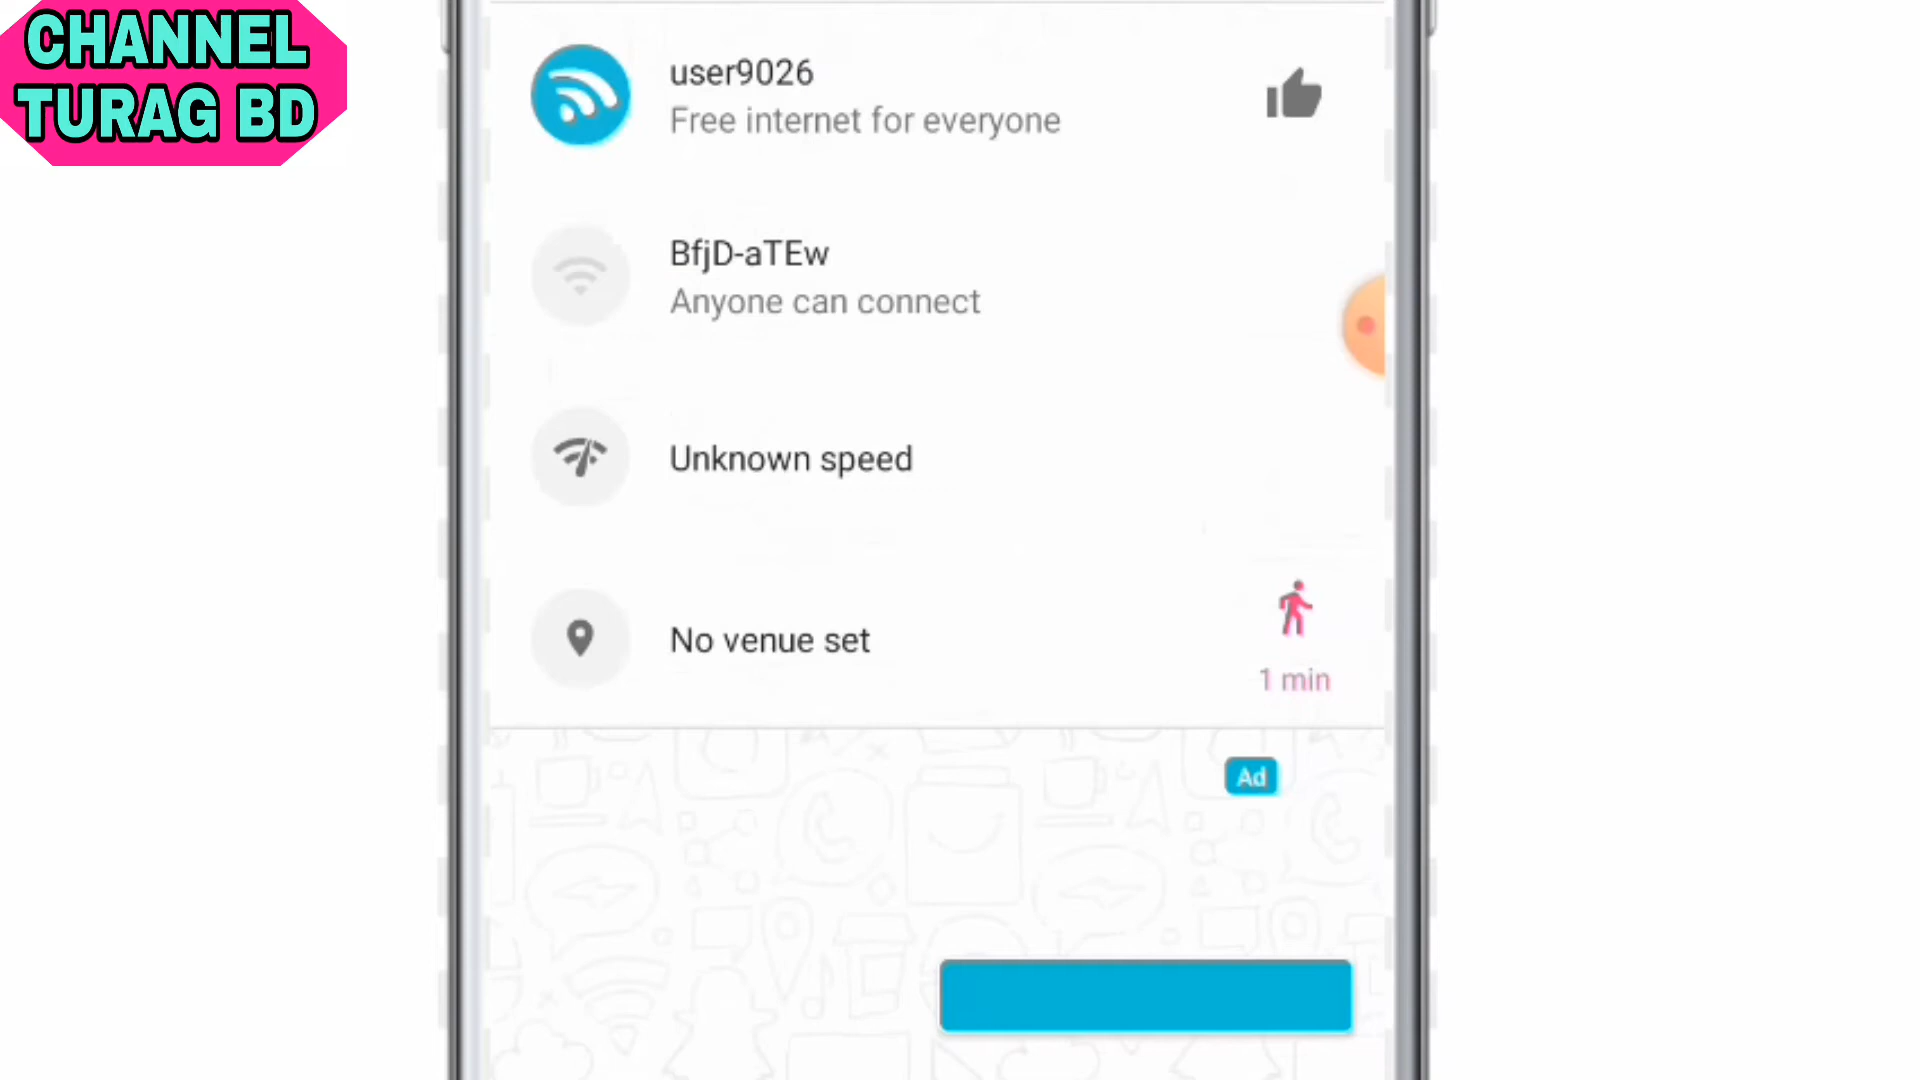 CHANNEL
TURAG BD
user9026
Free internet for everyone
BfjD-aTEw
Anyone can connect
Unknown speed
No venue set
1 min
Ad